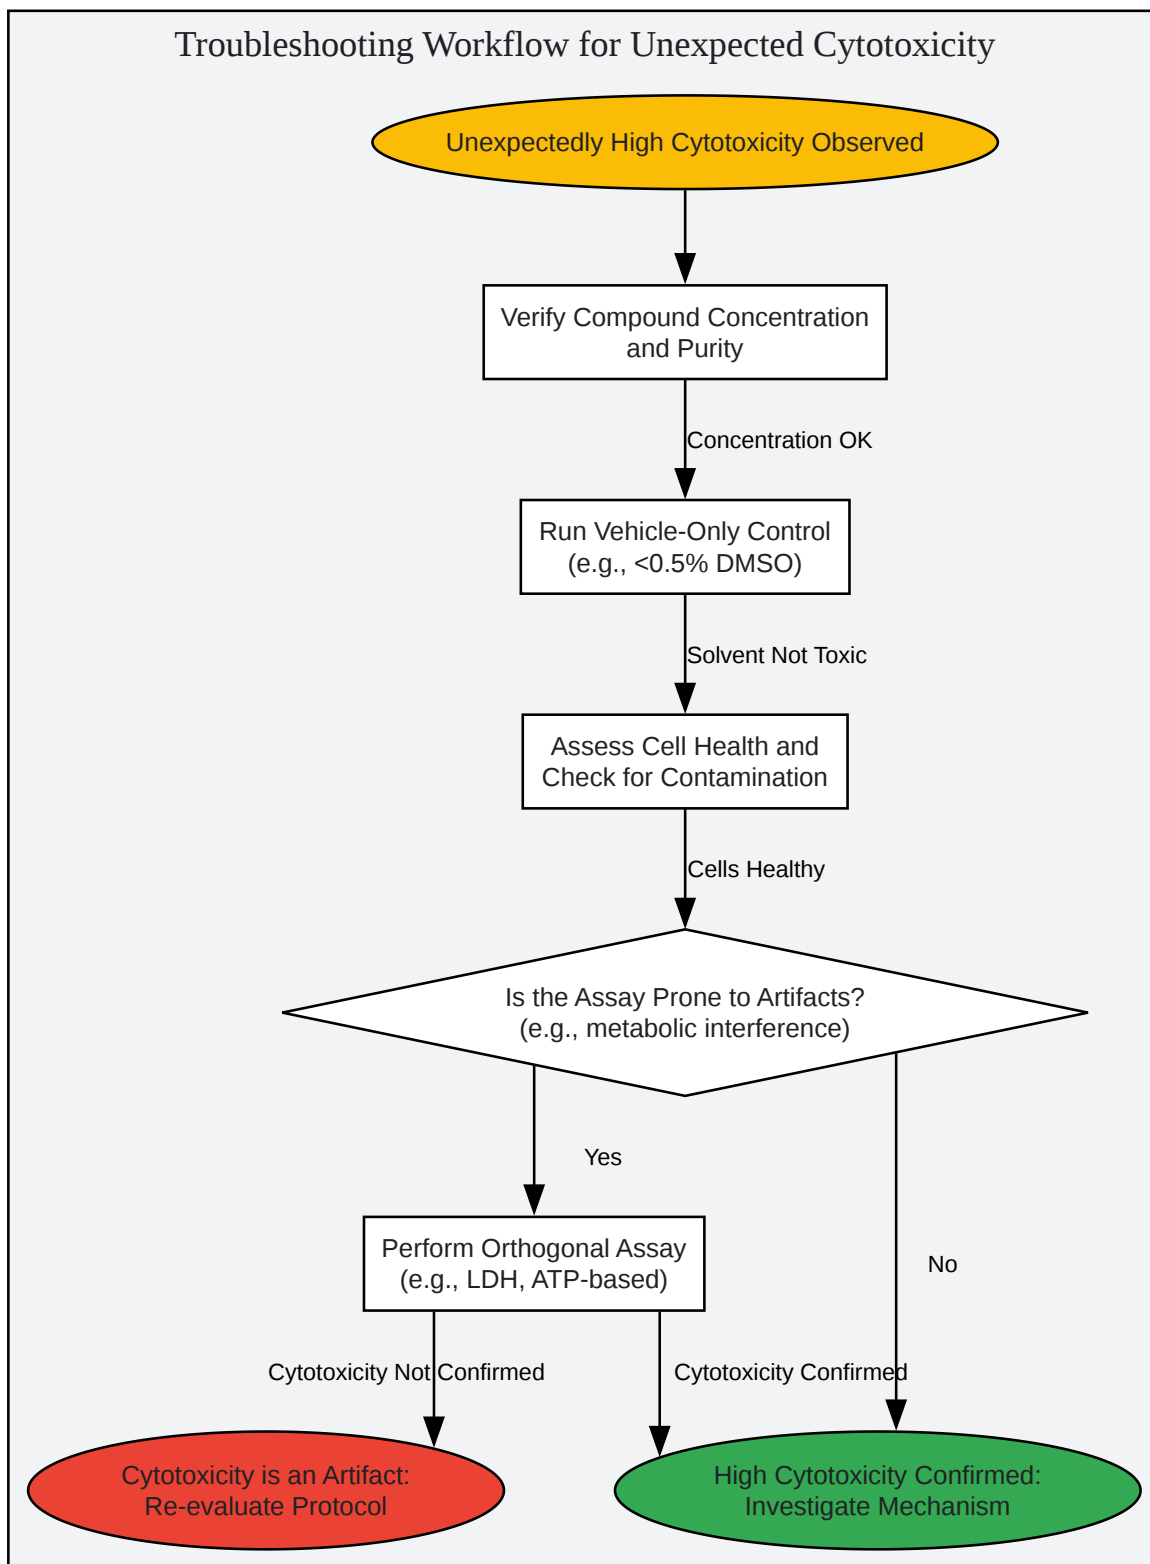 Troubleshooting Workflow for Unexpected Cytotoxicity
Unexpectedly High Cytotoxicity Observed
Verify Compound Concentration
and Purity
Concentration OK
Run Vehicle-Only Control
(e.g., <0.5% DMSO)
Solvent Not Toxic
Assess Cell Health and
Check for Contamination
Cells Healthy
Is the Assay Prone to Artifacts?
(e.g., metabolic interference)
Yes
Perform Orthogonal Assay
(e.g., LDH, ATP-based)
No
Cytotoxicity Not Confirmed
Cytotoxicity Confirmed
Cytotoxicity is an Artifact:
Re-evaluate Protocol
High Cytotoxicity Confirmed:
Investigate Mechanism